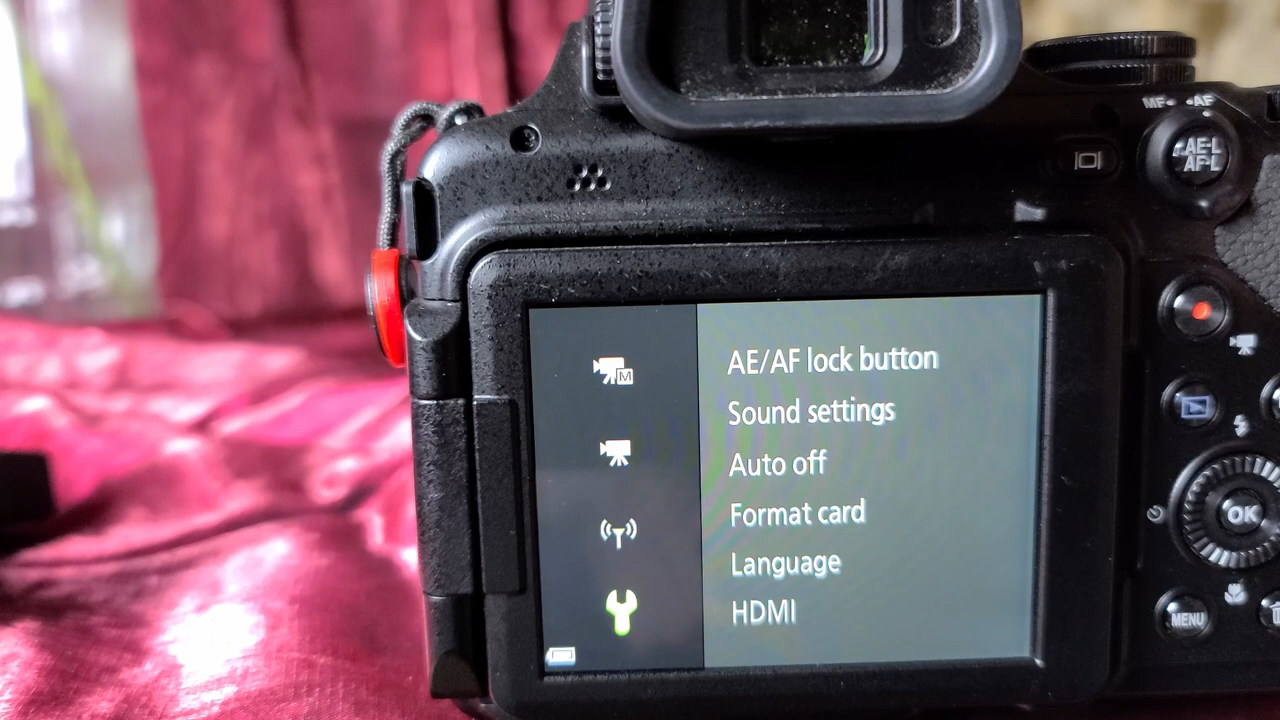 MF AF
AE-L
AF-L
M
AE/AF lock button
Sound settings
Auto off
Format card
Language
HDMI
OK
MENU